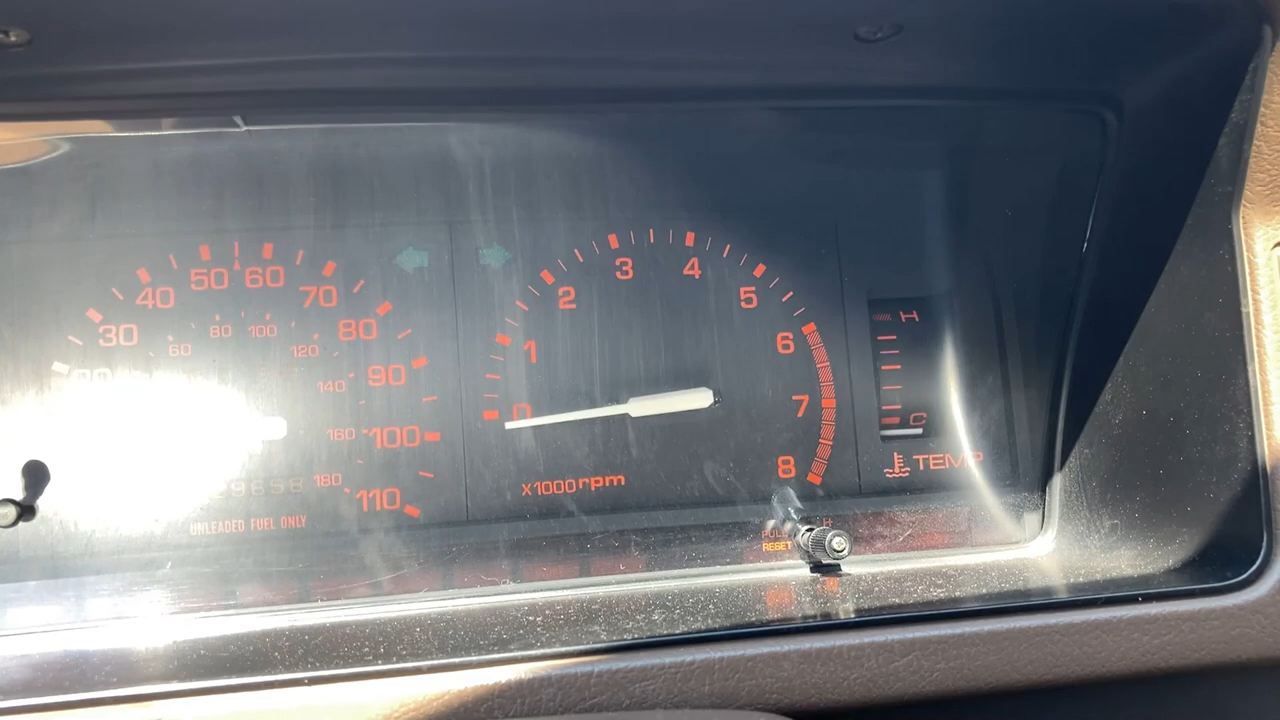 30 40 50 60 70 80 90 100 110
60 80 100 120 140 160 180
UNLEADED FUEL ONLY
0 1 2 3 4 5 6 7 8
X1000rpm
H
C
TEMP
RESET